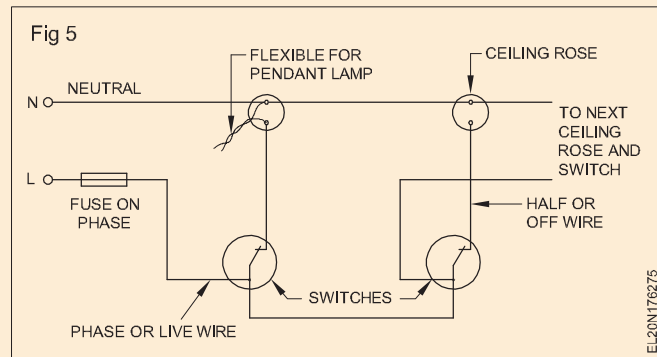 Fig 5
FLEXIBLE FOR
PENDANT LAMP
CEILING ROSE
N
NEUTRAL
TO NEXT
CEILING
ROSE AND
SWITCH
L
FUSE ON
PHASE
HALF OR
OFF WIRE
SWITCHES
PHASE OR LIVE WIRE
EL20N176275